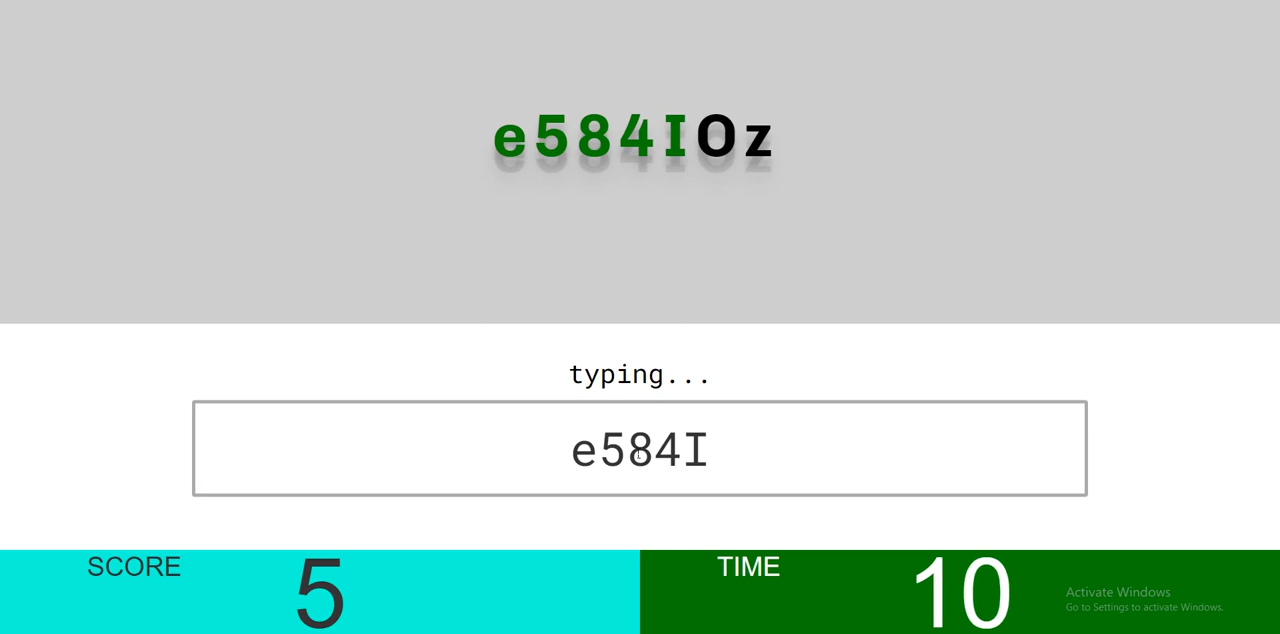 e584IOz
typing...
e584I
SCORE 5 TIME 10
Activate Windows
Go to Settings to activate Windows.